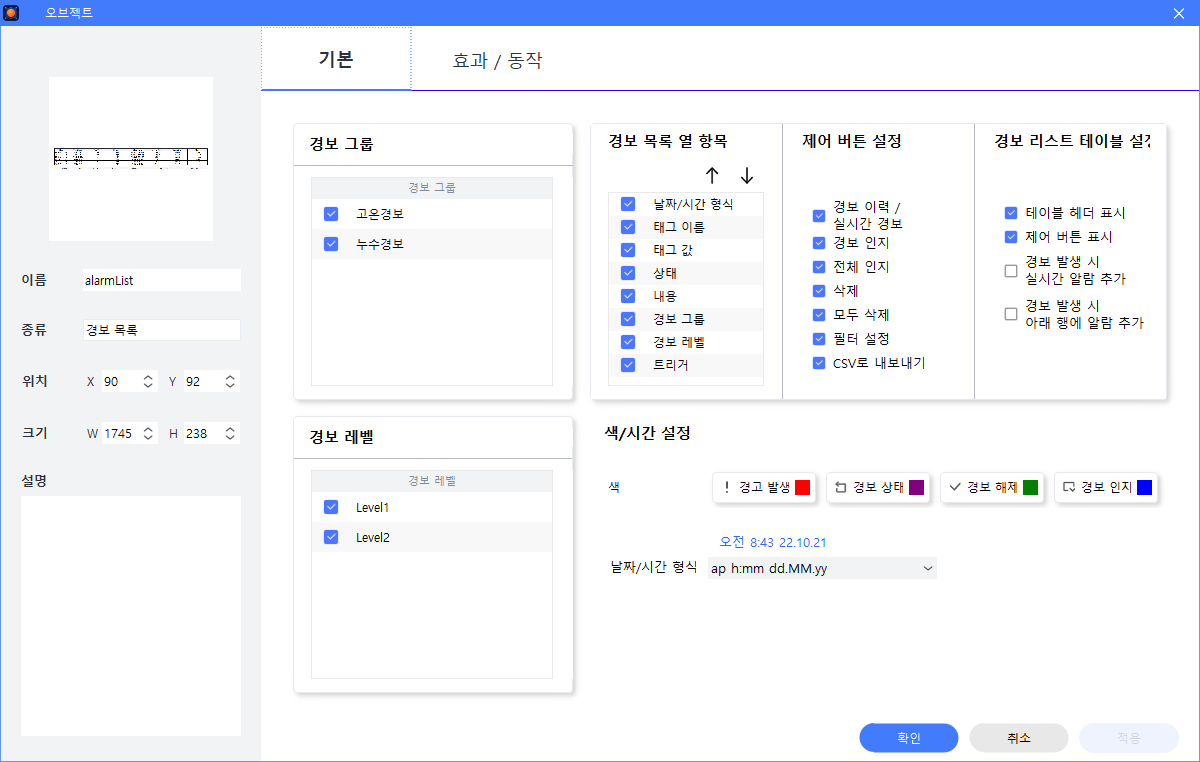 오브젝트
기본
효과 / 동작
이름
alarmList
종류
경보 목록
위치
X 90
Y 92
크기
W 1745
H 238
설명
경보 그룹
경보 그룹
고온경보
누수경보
경보 목록 열 항목
날짜/시간 형식
태그 이름
태그 값
상태
내용
경보 그룹
경보 레벨
트리거
제어 버튼 설정
경보 이력 /
실시간 경보
경보 인지
전체 인지
삭제
모두 삭제
필터 설정
CSV로 내보내기
경보 리스트 테이블 설정
테이블 헤더 표시
제어 버튼 표시
경보 발생 시
실시간 알람 추가
경보 발생 시
아래 행에 알람 추가
경보 레벨
경보 레벨
Level1
Level2
색/시간 설정
색
경고 발생
경보 상태
경보 해제
경보 인지
오전 8:43 22.10.21
날짜/시간 형식
ap h:mm dd.MM.yy
확인
취소
적용